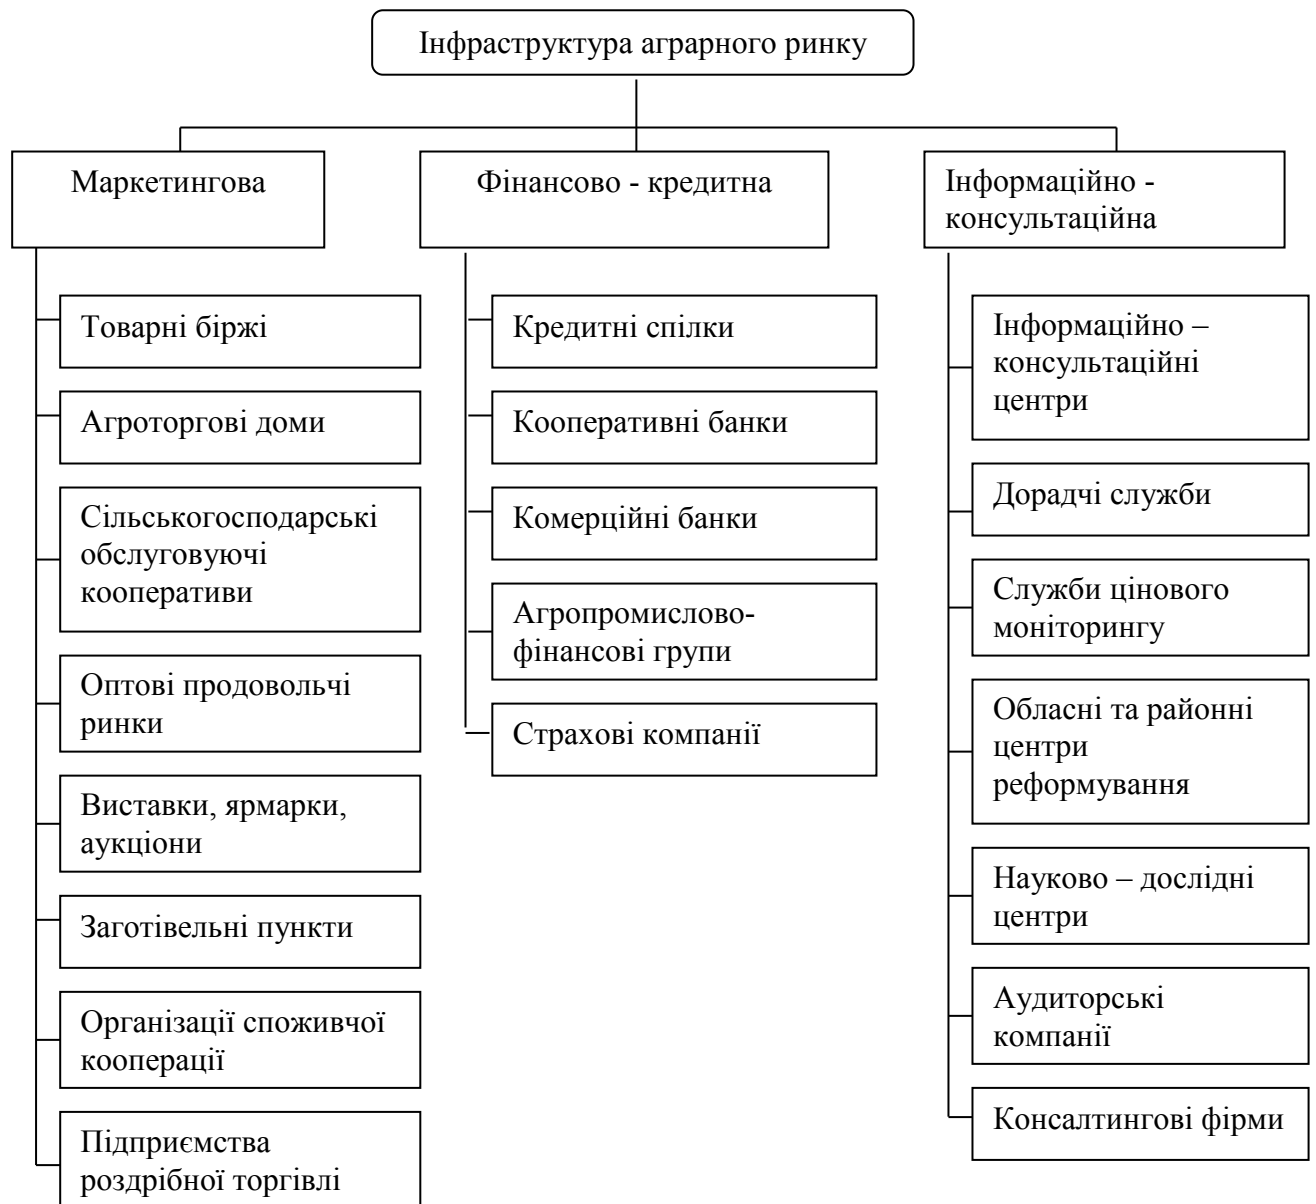 Інфраструктура аграрного ринку
Маркетингова
Товарні біржі
Агроторгові доми
Сільськогосподарські
обслуговуючі
кооперативи
Оптові продовольчі
ринки
Виставки, ярмарки,
аукціони
Заготівельні пункти
Організації споживчої
кооперації
Підприємства
роздрібної торгівлі
Фінансово - кредитна
Кредитні спілки
Кооперативні банки
Комерційні банки
Агропромислово-
фінансові групи
Страхові компанії
Інформаційно -
консультаційна
Інформаційно –
консультаційні
центри
Дорадчі служби
Служби цінового
моніторингу
Обласні та районні
центри
реформування
Науково – дослідні
центри
Аудиторські
компанії
Консалтингові фірми